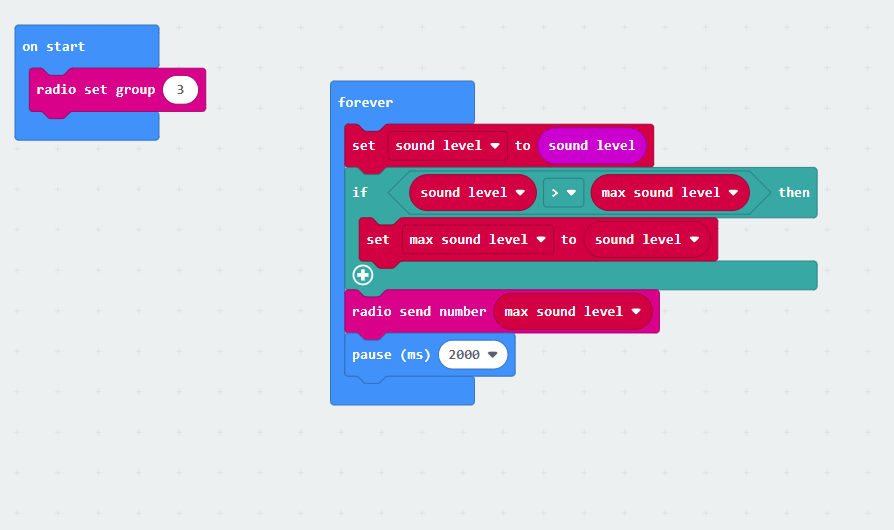 on start
radio set group 3
forever
set sound level to sound level
if sound level > max sound level then
set max sound level to sound level
radio send number max sound level
pause (ms) 2000